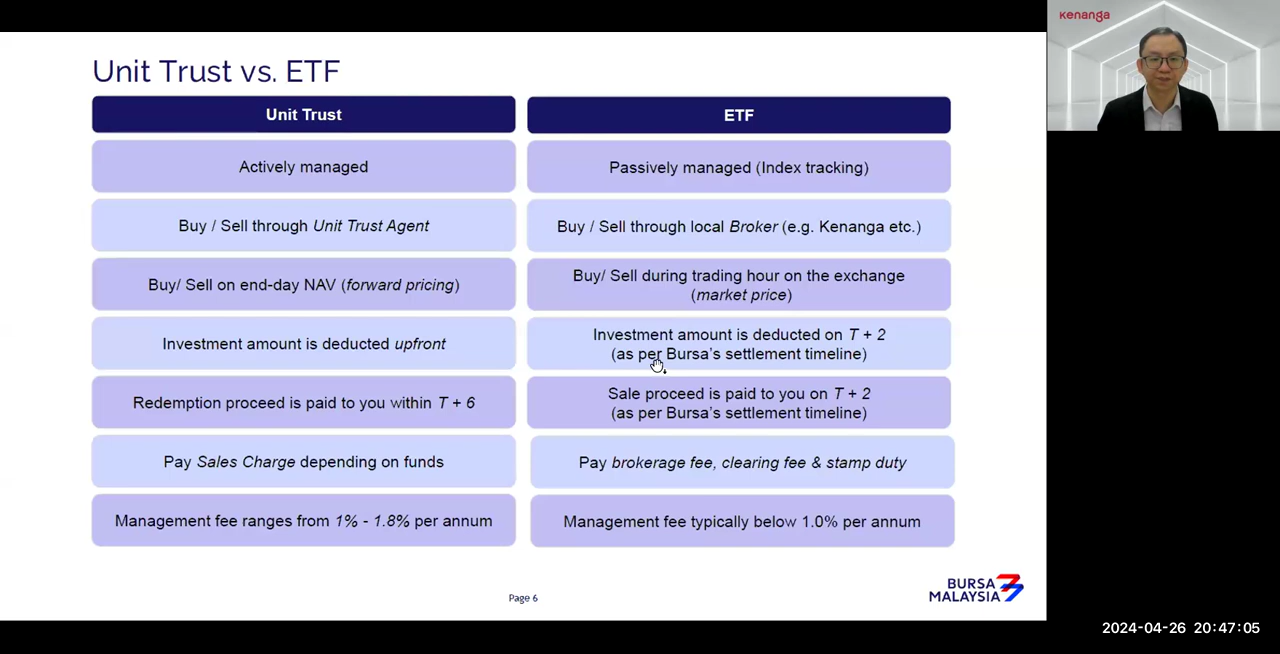 Unit Trust vs. ETF
Unit Trust
ETF
Actively managed
Passively managed (Index tracking)
Buy / Sell through Unit Trust Agent
Buy / Sell through local Broker (e.g. Kenanga etc.)
Buy/ Sell on end-day NAV (forward pricing)
Buy/ Sell during trading hour on the exchange
(market price)
Investment amount is deducted upfront
Investment amount is deducted on T + 2
(as per Bursa's settlement timeline)
Redemption proceed is paid to you within T + 6
Sale proceed is paid to you on T + 2
(as per Bursa's settlement timeline)
Pay Sales Charge depending on funds
Pay brokerage fee, clearing fee & stamp duty
Management fee ranges from 1% - 1.8% per annum
Management fee typically below 1.0% per annum
Page 6
BURSA
MALAYSIA
kenanga
2024-04-26 20:47:05